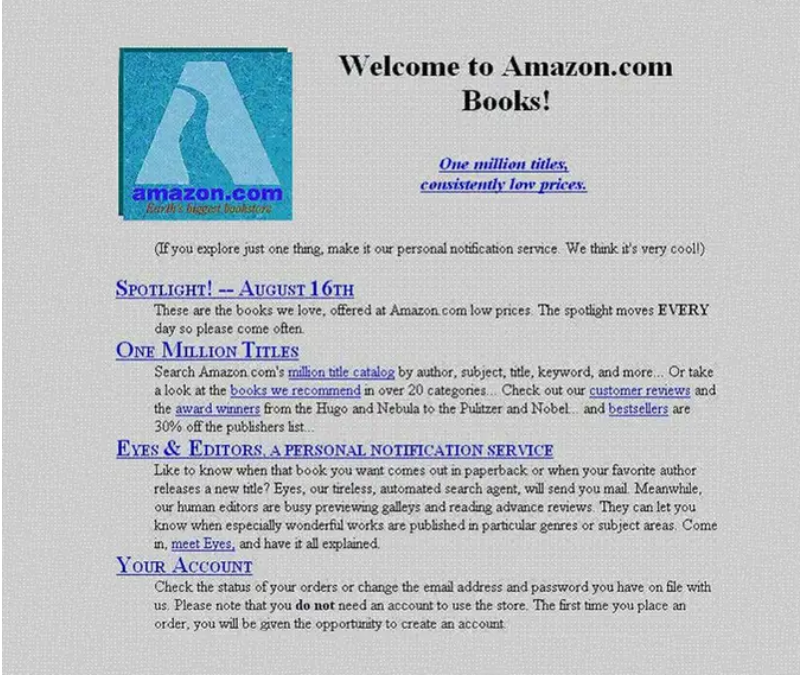 Welcome to Amazon.com
Books!
One million titles,
consistently low prices.
amazon.com
Earth's biggest bookstore
(If you explore just one thing, make it our personal notification service. We think it's very cool!)
SPOTLIGHT! -- AUGUST 16TH
These are the books we love, offered at Amazon.com low prices. The spotlight moves EVERY
day so please come often.
ONE MILLION TITLES
Search Amazon.com's million title catalog by author, subject, title, keyword, and more... Or take
a look at the books we recommend in over 20 categories... Check out our customer reviews and
the award winners from the Hugo and Nebula to the Pulitzer and Nobel... and bestsellers are
30% off the publishers list...
EYES & EDITORS, A PERSONAL NOTIFICATION SERVICE
Like to know when that book you want comes out in paperback or when your favorite author
releases a new title? Eyes, our tireless, automated search agent, will send you mail. Meanwhile,
our human editors are busy previewing galleys and reading advance reviews. They can let you
know when especially wonderful works are published in particular genres or subject areas. Come
in, meet Eyes, and have it all explained.
YOUR ACCOUNT
Check the status of your orders or change the email address and password you have on file with
us. Please note that you do not need an account to use the store. The first time you place an
order, you will be given the opportunity to create an account.